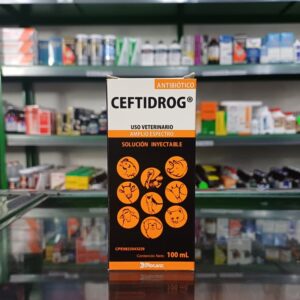 ANTIBIÓTICO
CEFTIDROG®
USO VETERINARIO
AMPLIO ESPECTRO
SOLUCIÓN INYECTABLE
100 mL